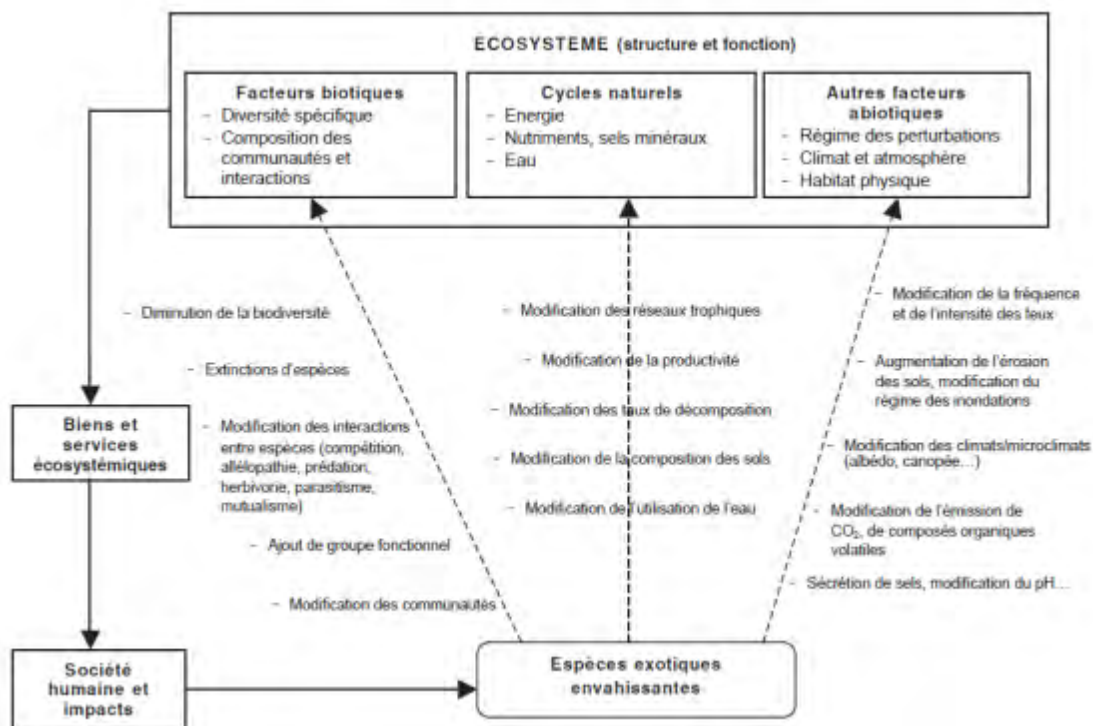 ECOSYSTEME (structure et fonction)
Facteurs biotiques
- Diversité spécifique
- Composition des
communautés et
interactions
Cycles naturels
- Energie
- Nutriments, sels minéraux
- Eau
Autres facteurs
abiotiques
- Régime des perturbations
- Climat et atmosphère
- Habitat physique
- Diminution de la biodiversité
- Extinctions d'espèces
- Modification des interactions
entre espèces (compétition,
allélopathie, prédation,
herbivorie, parasitisme,
mutualisme)
- Ajout de groupe fonctionnel
- Modification des communautés
- Modification des réseaux trophiques
- Modification de la productivité
- Modification des taux de décomposition
- Modification de la composition des sols
- Modification de l'utilisation de l'eau
- Modification de la fréquence
et de l'intensité des feux
- Augmentation de l'érosion
des sols, modification du
régime des inondations
- Modification des climats/microclimats
(albédo, canopée...)
- Modification de l'émission de
CO₂, de composés organiques
volatiles
- Sécrétion de sels, modification du pH...
Biens et
services
écosystémiques
Société
humaine et
impacts
Espèces exotiques
envahissantes